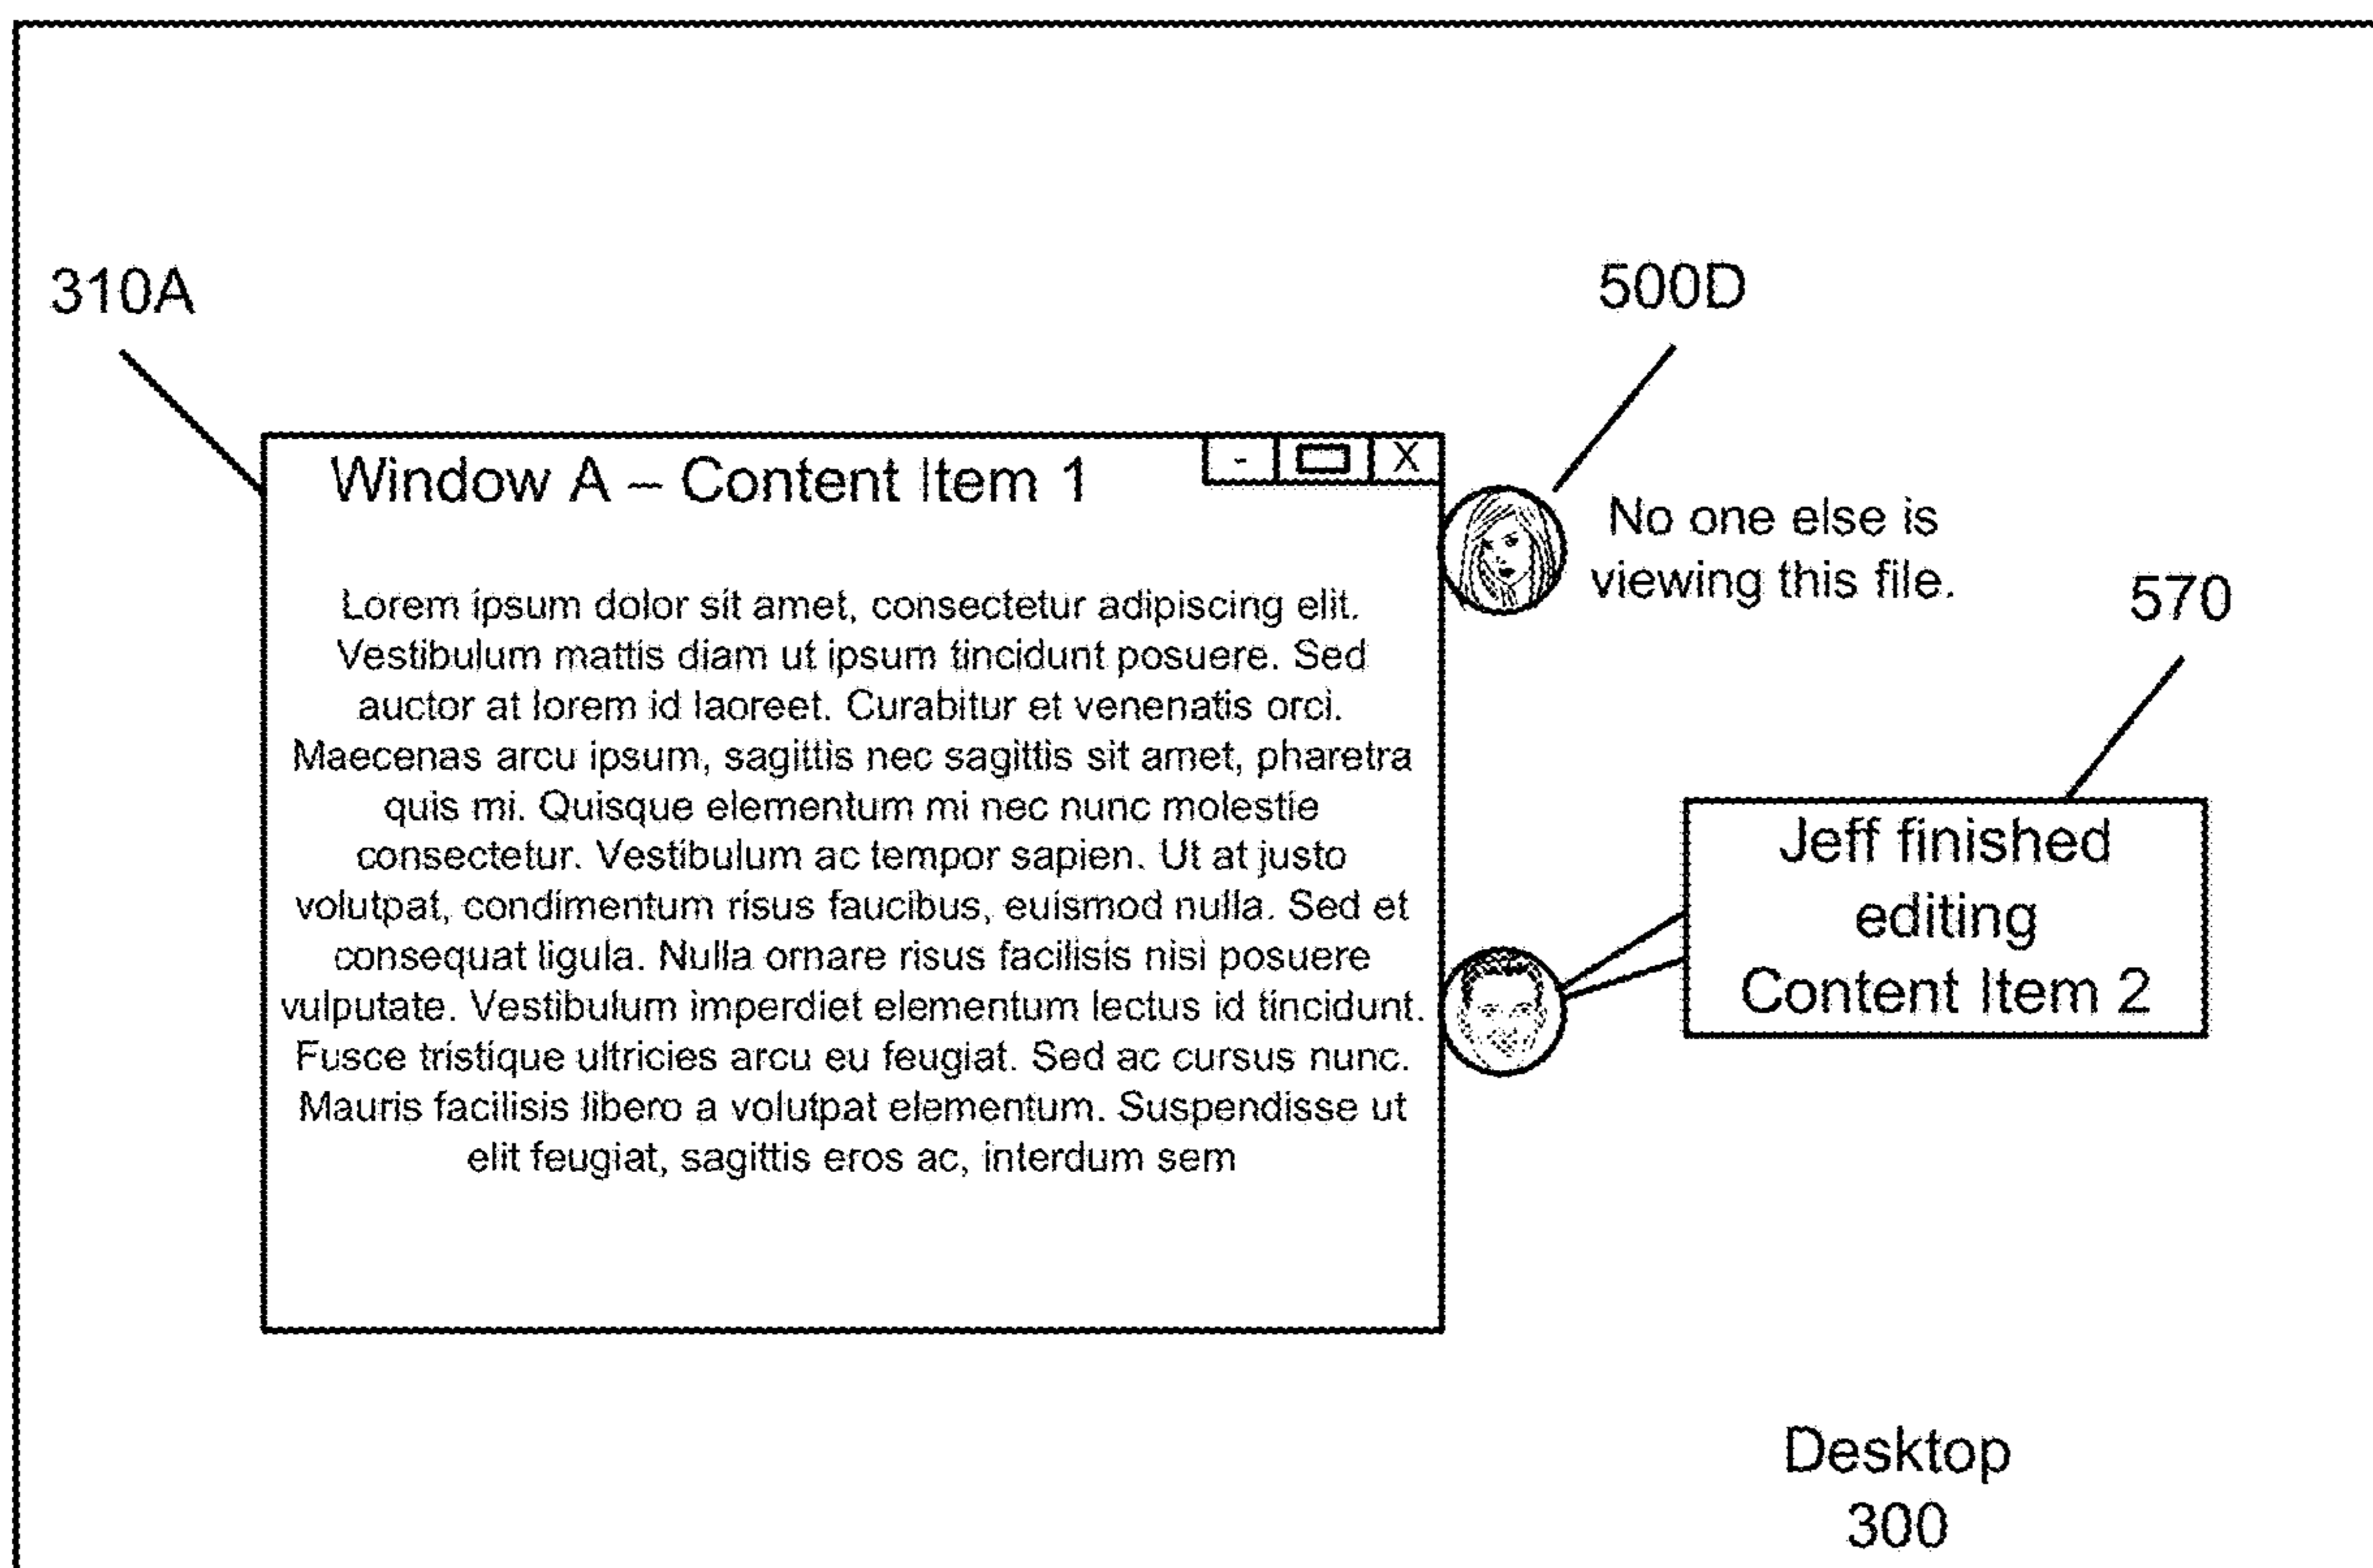 310A
500D
Window A – Content Item 1
- X
No one else is
viewing this file.
570
Lorem ipsum dolor sit amet, consectetur adipiscing elit.
Vestibulum mattis diam ut ipsum tincidunt posuere. Sed
auctor at lorem id laoreet. Curabitur et venenatis orci.
Maecenas arcu ipsum, sagittis nec sagittis sit amet, pharetra
quis mi. Quisque elementum mi nec nunc molestie
consectetur. Vestibulum ac tempor sapien. Ut at justo
volutpat, condimentum risus faucibus, euismod nulla. Sed et
consequat ligula. Nulla ornare risus facilisis nisi posuere
vulputate. Vestibulum imperdiet elementum lectus id tincidunt.
Fusce tristique ultricies arcu eu feugiat. Sed ac cursus nunc.
Mauris facilisis libero a volutpat elementum. Suspendisse ut
elit feugiat, sagittis eros ac, interdum sem
Jeff finished
editing
Content Item 2
Desktop
300